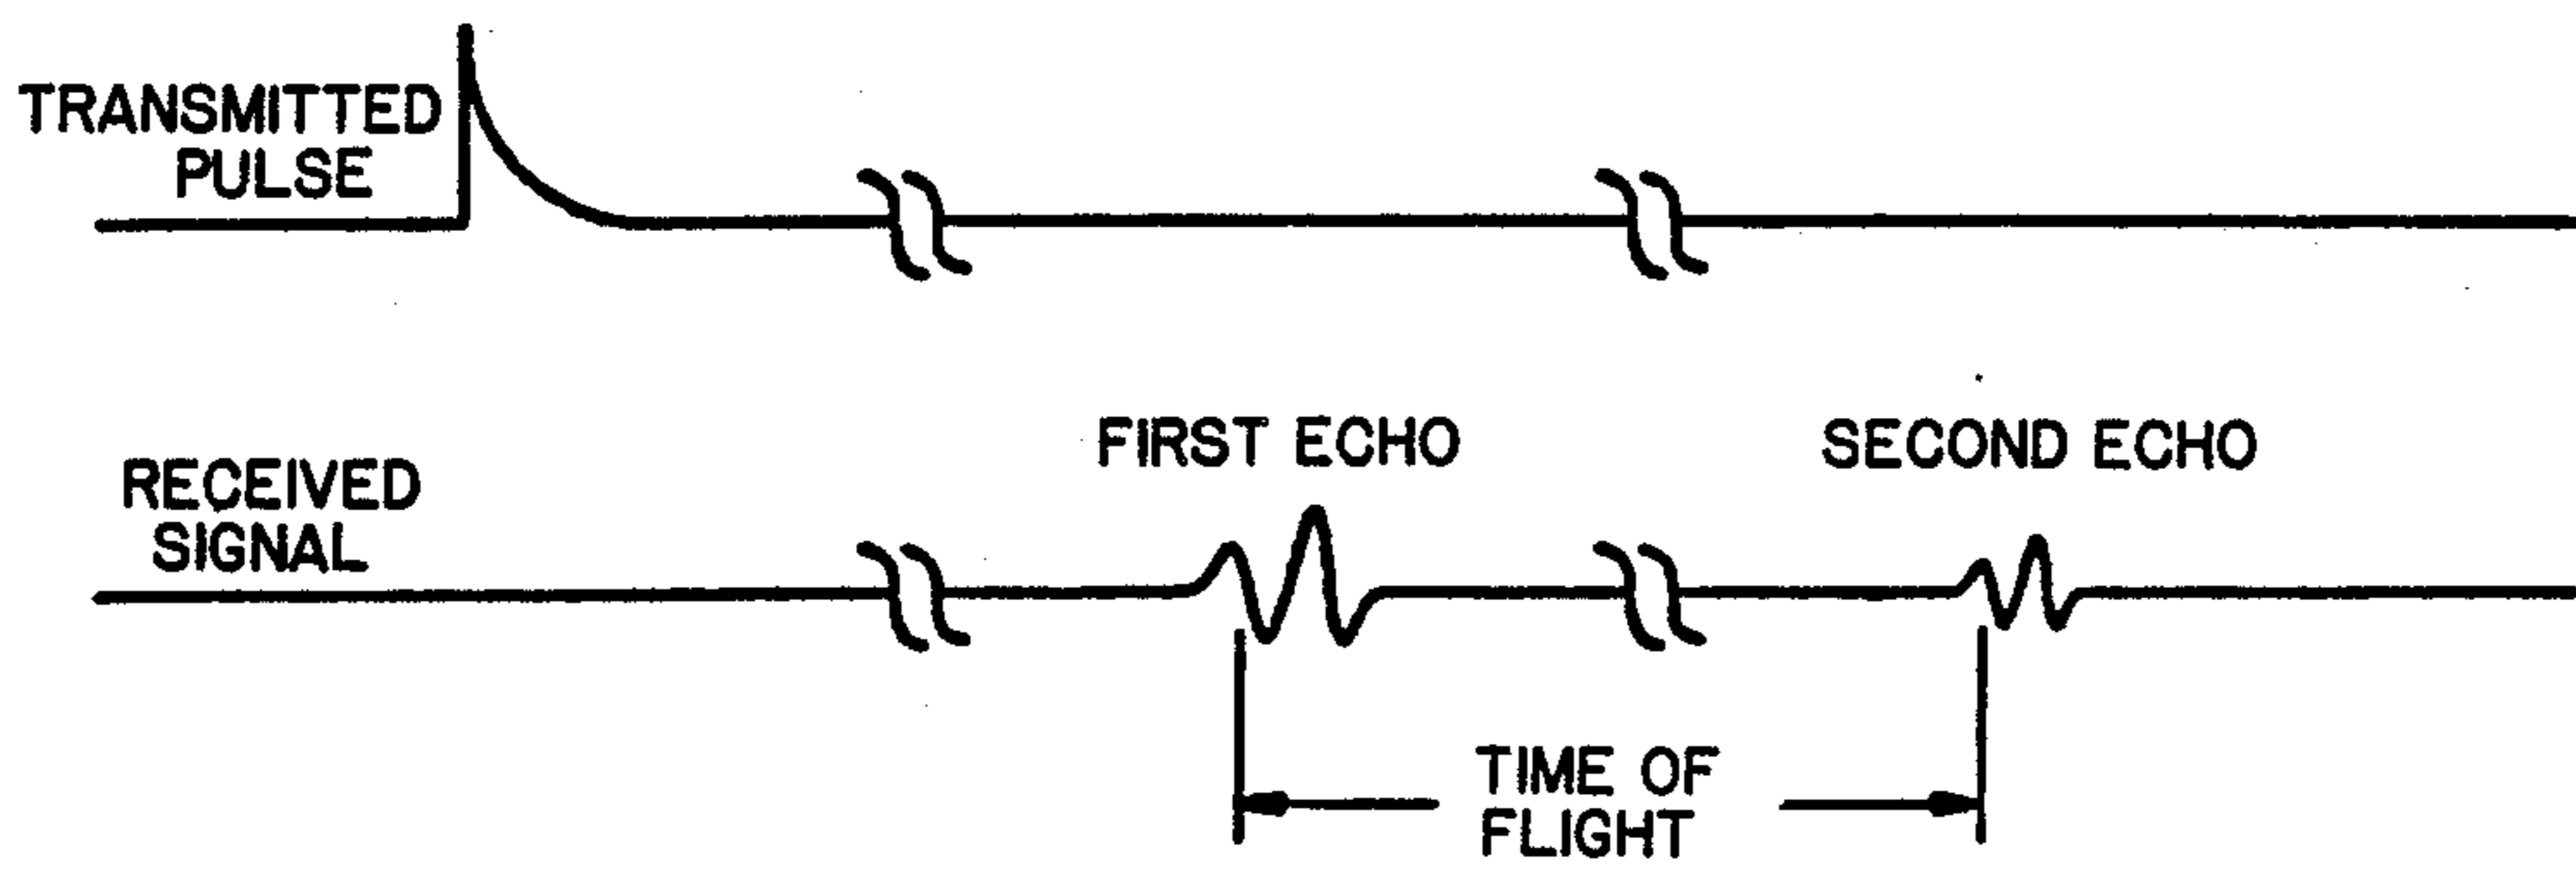 TRANSMITTED
PULSE
FIRST ECHO
SECOND ECHO
RECEIVED
SIGNAL
TIME OF
FLIGHT